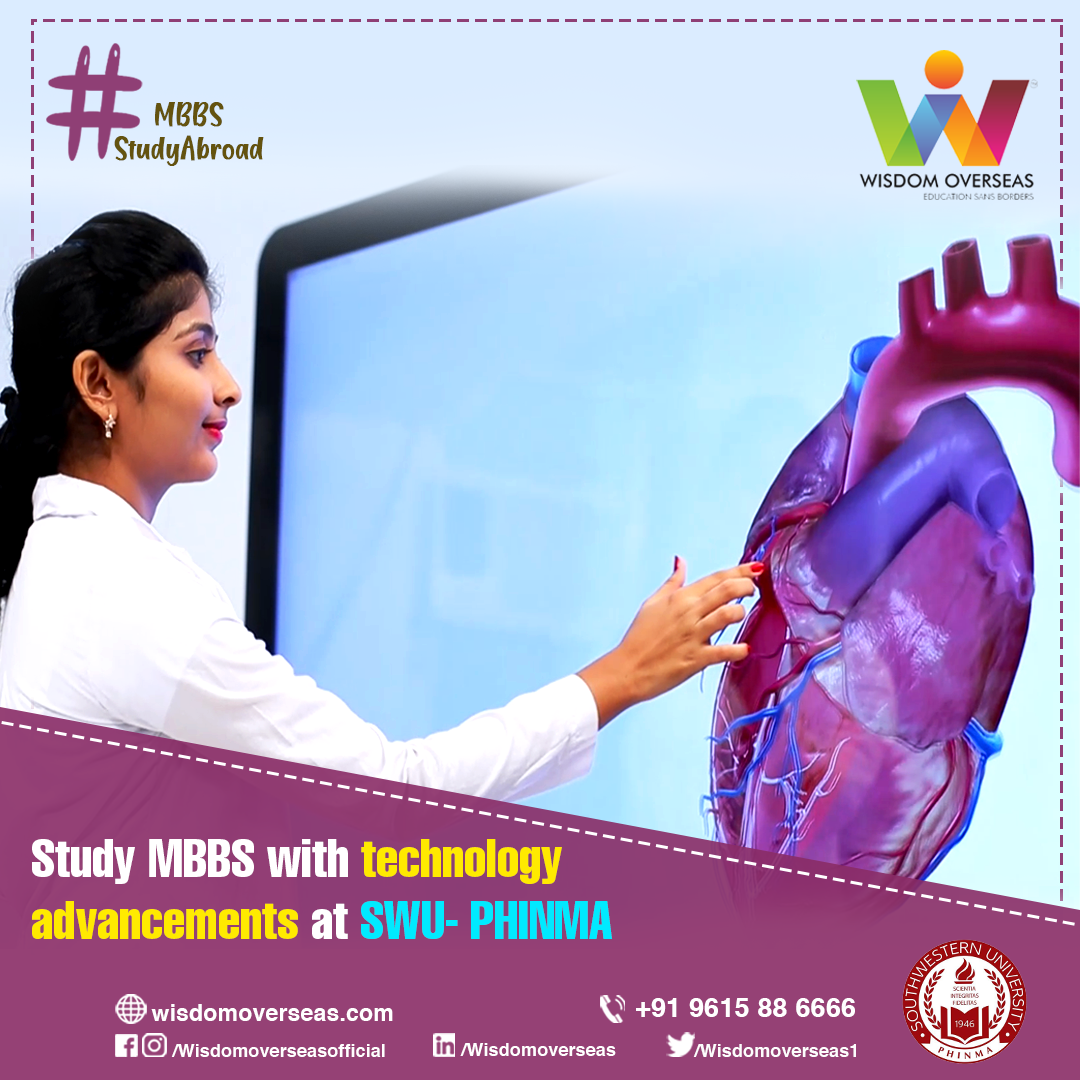 #MBBS
StudyAbroad
WISDOM OVERSEAS
EDUCATION SANS BORDERS
Study MBBS with technology
advancements at SWU- PHINMA
wisdomoverseas.com
+91 9615 88 6666
/Wisdomoverseasofficial
/Wisdomoverseas
/Wisdomoverseas1
SOUTHWESTERN UNIVERSITY
SCIENTIA
INTEGRITAS
FIDELITAS
1946
PHINMA